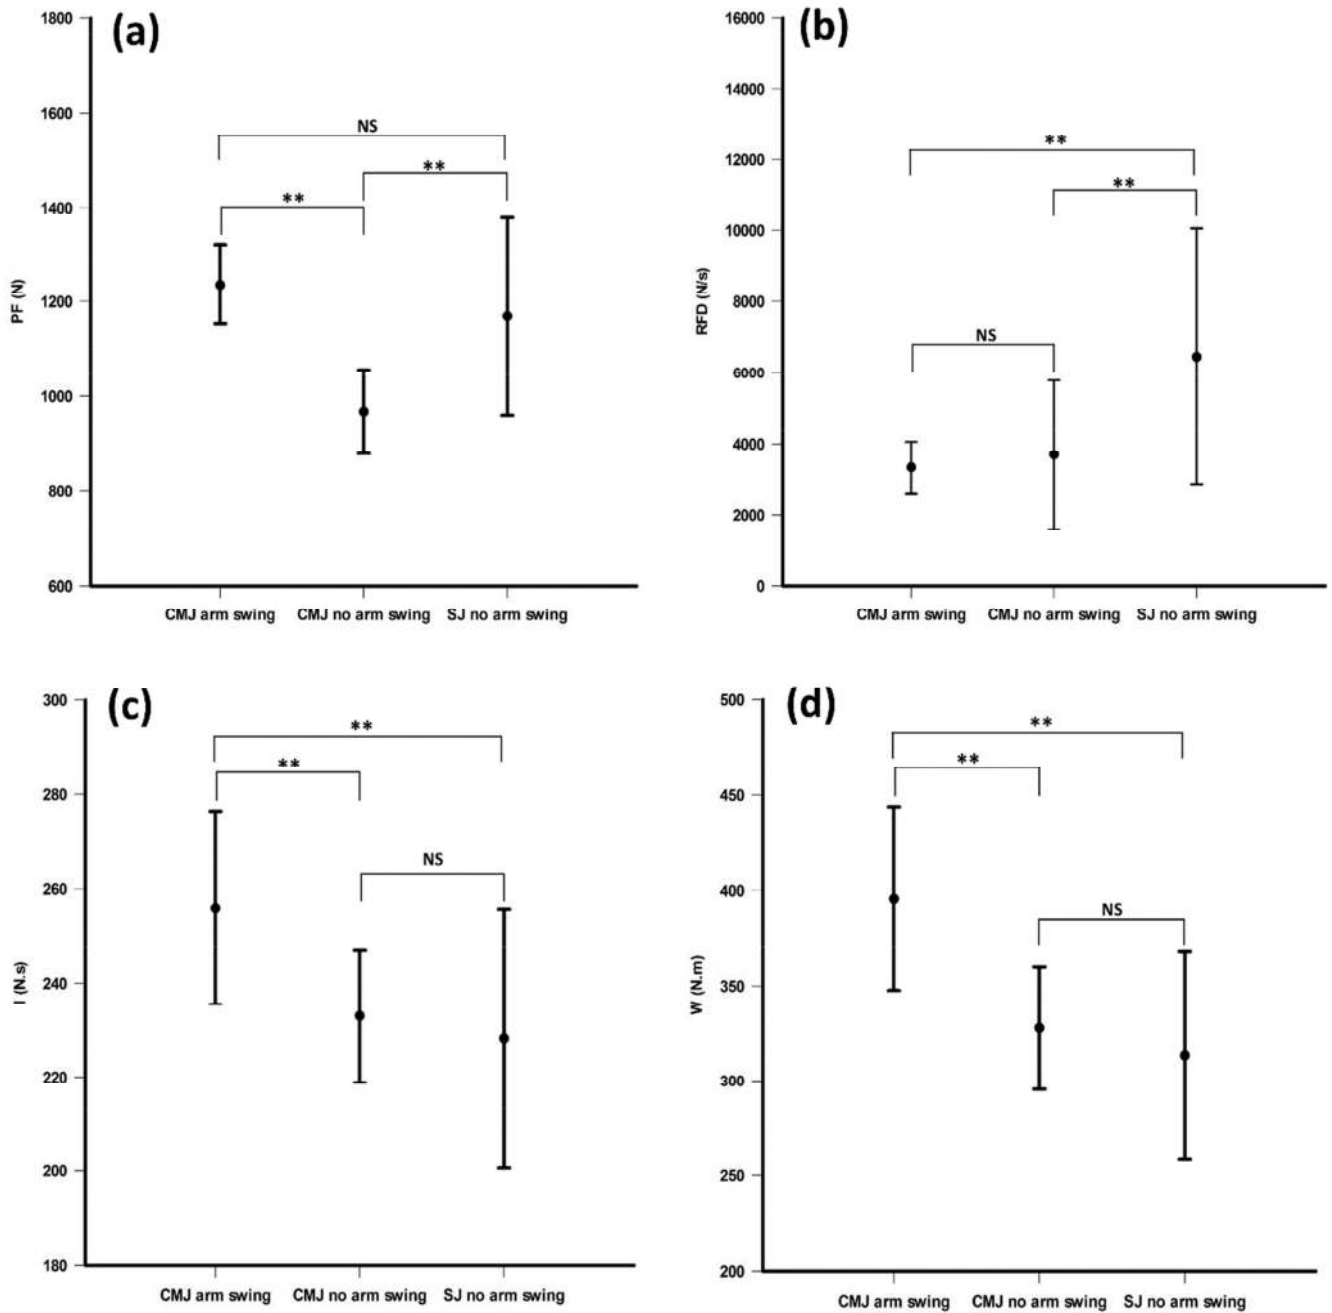 (a)
1800
1600
1400
1200
1000
800
600
PF (N)
NS
**
**
CMJ arm swing CMJ no arm swing SJ no arm swing
(b)
16000
14000
12000
10000
8000
6000
4000
2000
0
RFD (N/s)
**
**
NS
CMJ arm swing CMJ no arm swing SJ no arm swing
(c)
300
280
260
240
220
200
180
I (N.s)
**
**
NS
CMJ arm swing CMJ no arm swing SJ no arm swing
(d)
500
450
400
350
300
250
200
W (N.m)
**
**
NS
CMJ arm swing CMJ no arm swing SJ no arm swing